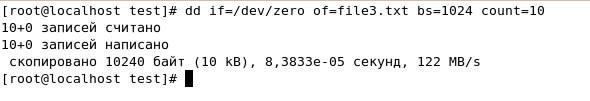 [root@localhost test]# dd if=/dev/zero of=file3.txt bs=1024 count=10
10+0 записей считано
10+0 записей написано
скопировано 10240 байт (10 kB), 8,3833e-05 секунд, 122 MB/s
[root@localhost test]#